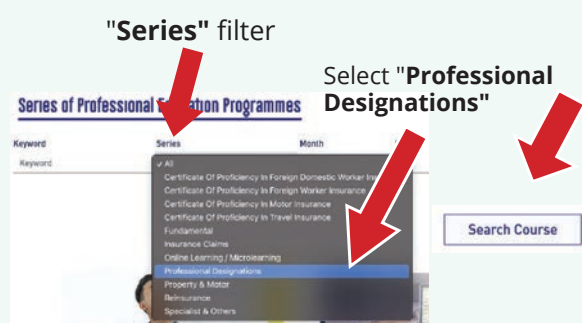 "Series" filter
Select "Professional
Designations"
Series of Professional Education Programmes
Keyword Series Month
Keyword
✓ All
Certificate Of Proficiency In Foreign Domestic Worker
Certificate Of Proficiency In Foreign Worker Insurance
Certificate Of Proficiency In Motor Insurance
Certificate Of Proficiency In Travel Insurance
Fundamental
Insurance Claims
Online Learning / Microlearning
Professional Designations
Property & Motor
Reinsurance
Specialist & Others
Search Course